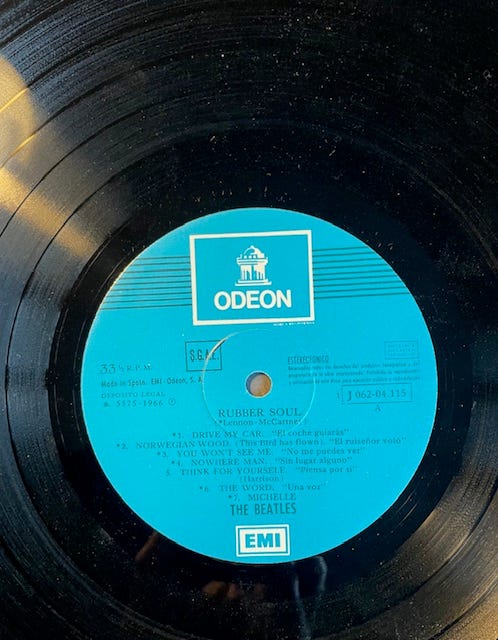 ODEON
33⅓ R.P.M.
S.G.A.E.
Made in Spain. EMI-Odeon, S. A.
DEPOSITO LEGAL
5575-1966 Ⓟ
ESTEREOFONICO
1 J 062-04.115
A
RUBBER SOUL
(*Lennon-McCartney)
*1. DRIVE MY CAR. "El coche guiarás"
*2. NORWEGIAN WOOD. (This Bird has flown). "El ruiseñor voló"
*3. YOU WON'T SEE ME. "No me puedes ver"
*4. NOWHERE MAN. "Sin lugar alguno"
5. THINK FOR YOURSELF. "Piensa por ti"
(Harrison)
*6. THE WORD. "Una voz"
*7. MICHELLE
THE BEATLES
EMI